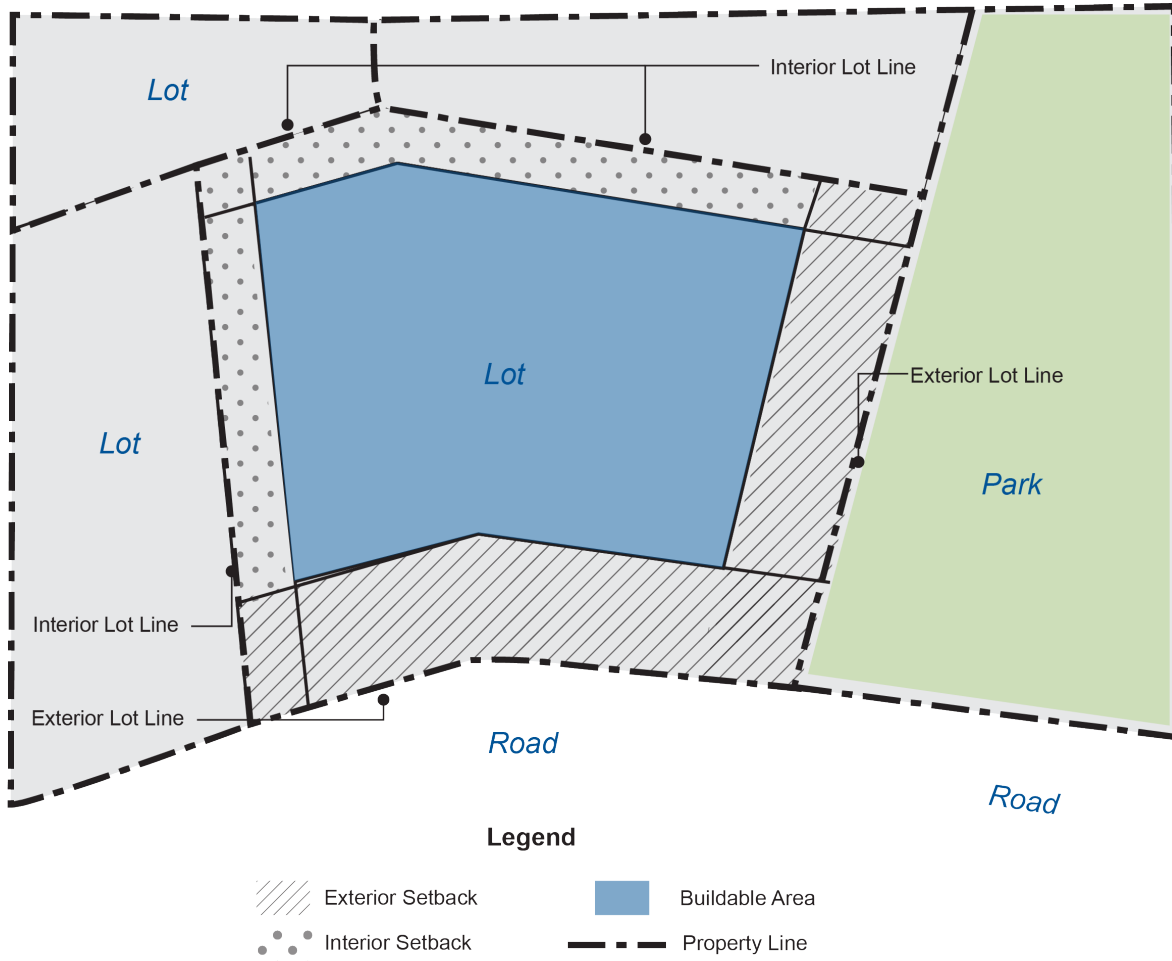 Interior Lot Line
Lot
Lot
Exterior Lot Line
Lot
Park
Interior Lot Line
Exterior Lot Line
Road
Road
Legend
Exterior Setback
Buildable Area
Interior Setback
Property Line